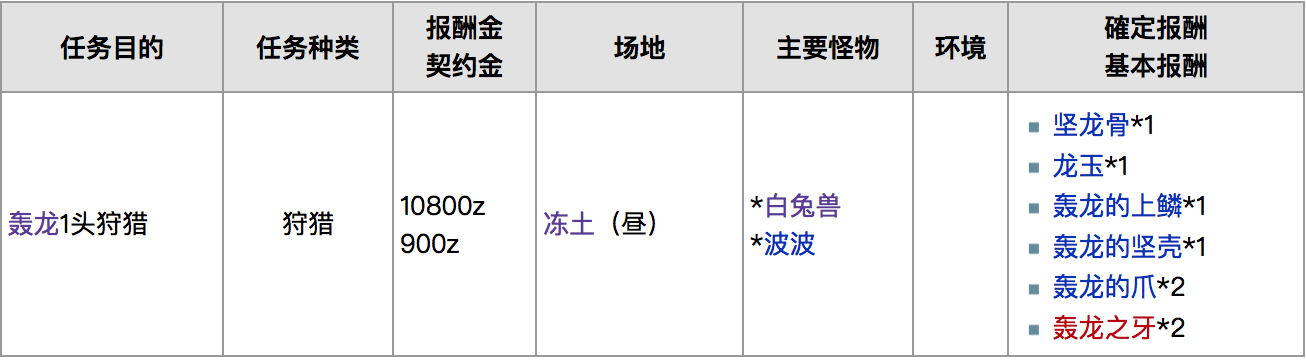 任务目的
任务种类
报酬金
契约金
场地
主要怪物
环境
確定报酬
基本报酬
轰龙1头狩猎
狩猎
10800z
900z
冻土（昼）
*白兔兽
*波波
坚龙骨*1
龙玉*1
轰龙的上鳞*1
轰龙的坚壳*1
轰龙的爪*2
轰龙之牙*2